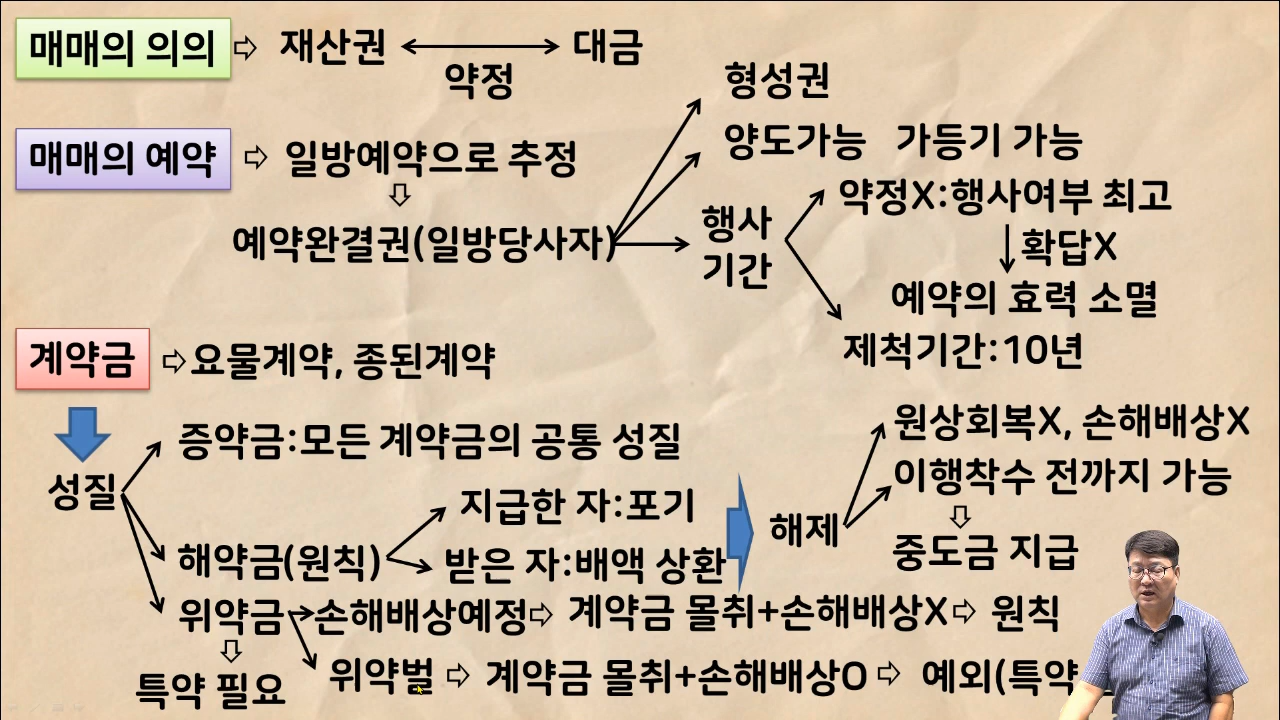 매매의 의의 ⇨ 재산권 ↔ 대금
약정
형성권
매매의 예약 ⇨ 일방예약으로 추정
양도가능 가등기 가능
예약완결권(일방당사자)
행사
기간
약정X:행사여부 최고
확답X
예약의 효력 소멸
제척기간:10년
계약금 ⇨ 요물계약, 종된계약
성질
증약금:모든 계약금의 공통 성질
해약금(원칙)
지급한 자:포기
받은 자:배액 상환
해제
원상회복X, 손해배상X
이행착수 전까지 가능
중도금 지급
위약금 → 손해배상예정 ⇨ 계약금 몰취+손해배상X ⇨ 원칙
특약 필요
위약벌 ⇨ 계약금 몰취+손해배상O ⇨ 예외(특약